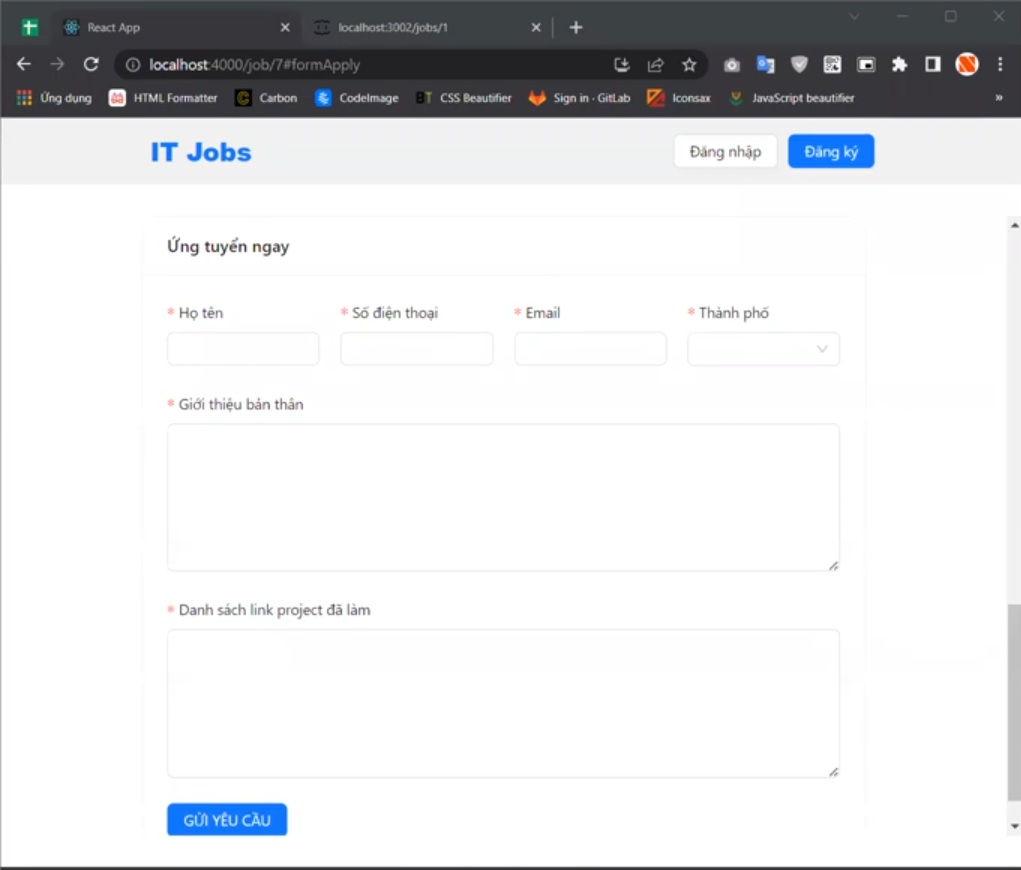 React App
localhost:3002/jobs/1
localhost:4000/job/7#formApply
Ứng dụng
HTML Formatter
Carbon
CodeImage
BT
CSS Beautifier
Sign in · GitLab
Iconsax
JavaScript beautifier
»
IT Jobs
Đăng nhập
Đăng ký
Ứng tuyển ngay
* Họ tên
* Số điện thoại
* Email
* Thành phố
* Giới thiệu bản thân
* Danh sách link project đã làm
GỬI YÊU CẦU